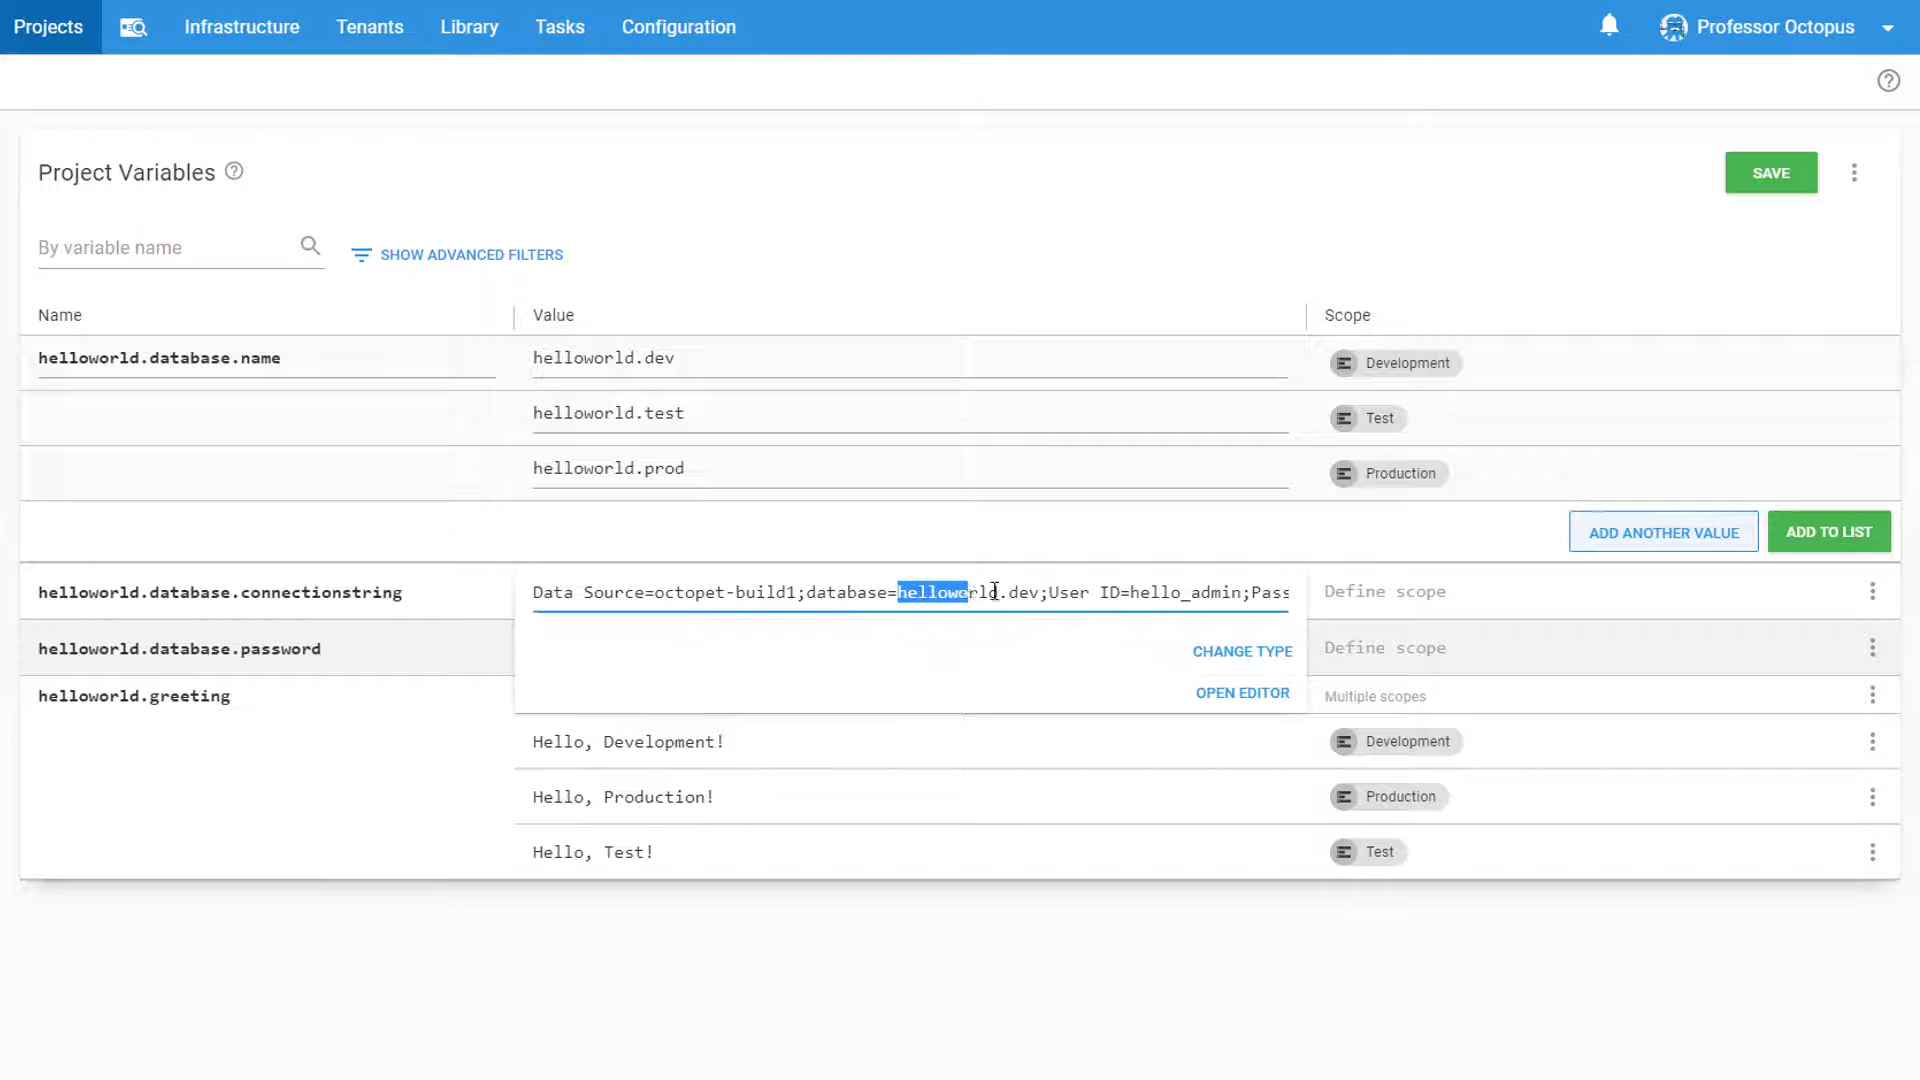 Projects Infrastructure Tenants Library Tasks Configuration Professor Octopus
Project Variables
SAVE
By variable name
SHOW ADVANCED FILTERS
Name Value Scope
helloworld.database.name helloworld.dev Development
helloworld.test Test
helloworld.prod Production
ADD ANOTHER VALUE ADD TO LIST
helloworld.database.connectionstring Data Source=octopet-build1;database=helloworld.dev;User ID=hello_admin;Pass Define scope
helloworld.database.password CHANGE TYPE Define scope
helloworld.greeting OPEN EDITOR Multiple scopes
Hello, Development! Development
Hello, Production! Production
Hello, Test! Test